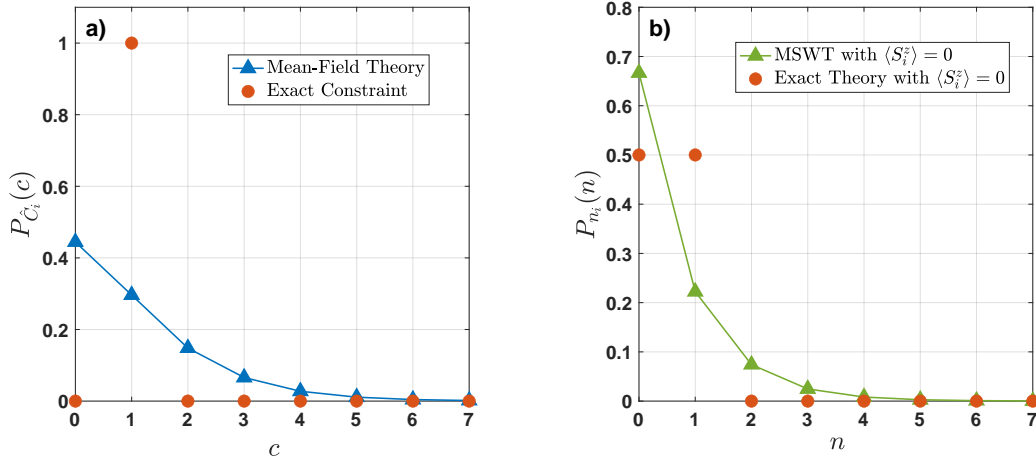 a)
Mean-Field Theory
Exact Constraint
1
0.8
0.6
0.4
0.2
0
0 1 2 3 4 5 6 7
c
P_{\hat{C}_i}(c)
b)
MSWT with ⟨S_i^z⟩ = 0
Exact Theory with ⟨S_i^z⟩ = 0
0.8
0.7
0.6
0.5
0.4
0.3
0.2
0.1
0
0 1 2 3 4 5 6 7
n
P_{n_i}(n)